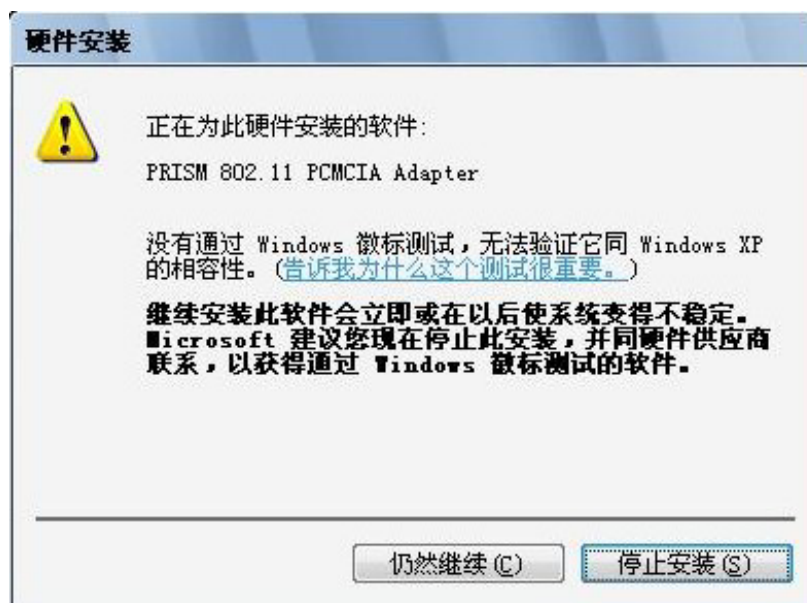 硬件安装
正在为此硬件安装的软件:
PRISM 802.11 PCMCIA Adapter
没有通过 Windows 徽标测试，无法验证它同 Windows XP
的相容性。(告诉我为什么这个测试很重要。)
继续安装此软件会立即或在以后使系统变得不稳定。
Microsoft 建议您现在停止此安装，并同硬件供应商
联系，以获得通过 Windows 徽标测试的软件。
仍然继续(C)
停止安装(S)